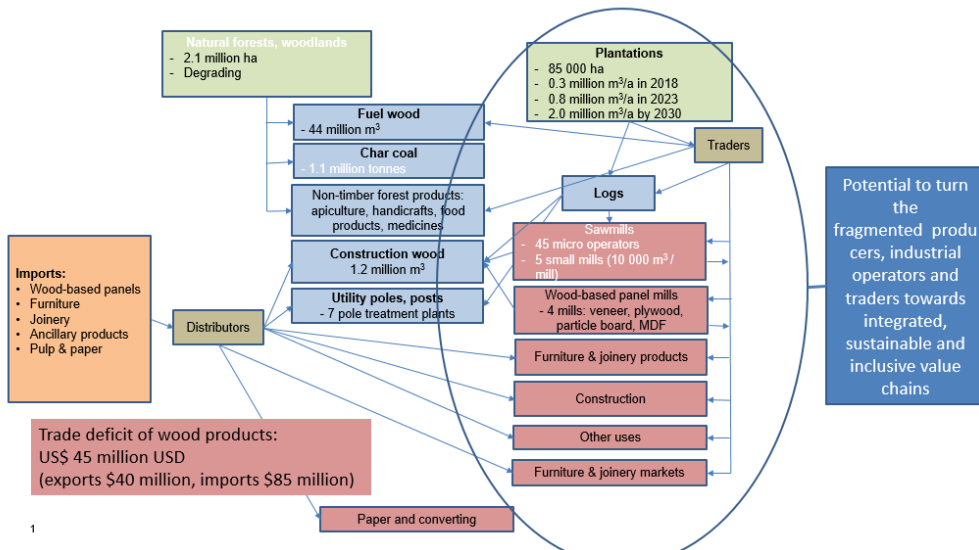 Natural forests, woodlands
- 2.1 million ha
- Degrading
Plantations
- 85 000 ha
- 0.3 million m³/a in 2018
- 0.8 million m³/a in 2023
- 2.0 million m³/a by 2030
Fuel wood
- 44 million m³
Traders
Char coal
- 1.1 million tonnes
Non-timber forest products:
apiculture, handicrafts, food
products, medicines
Logs
Construction wood
1.2 million m³
Sawmills
- 45 micro operators
- 5 small mills (10 000 m³ /
mill)
Utility poles, posts
- 7 pole treatment plants
Wood-based panel mills
- 4 mills: veneer, plywood,
particle board, MDF
Imports:
• Wood-based panels
• Furniture
• Joinery
• Ancillary products
• Pulp & paper
Distributors
Furniture & joinery products
Construction
Other uses
Furniture & joinery markets
Paper and converting
Potential to turn
the
fragmented produ
cers, industrial
operators and
traders towards
integrated,
sustainable and
inclusive value
chains
Trade deficit of wood products:
US$ 45 million USD
(exports $40 million, imports $85 million)
1